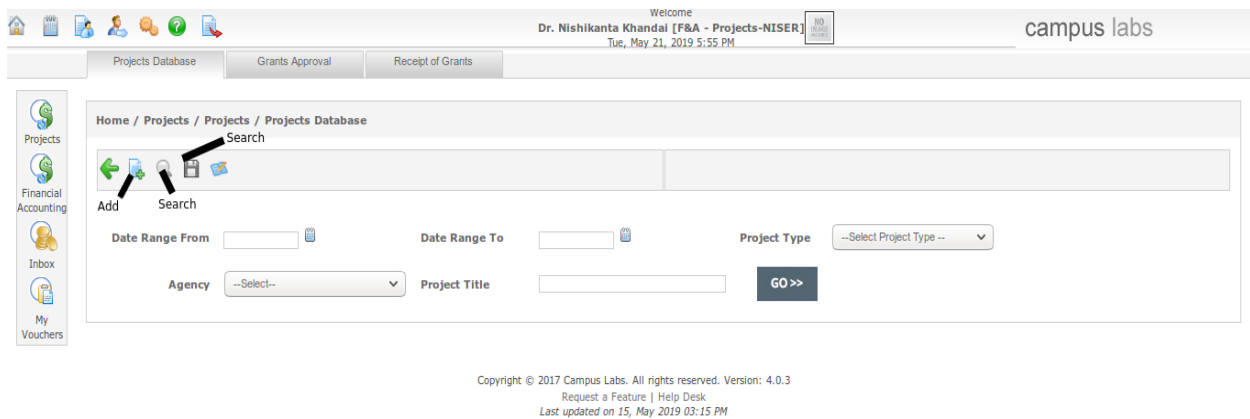 Welcome
Dr. Nishikanta Khandai [F&A - Projects-NISER]
NO IMAGE
Tue, May 21, 2019 5:55 PM
campus labs
Projects Database
Grants Approval
Receipt of Grants
Projects
Financial
Accounting
Inbox
My
Vouchers
Home / Projects / Projects / Projects Database
Search
Add
Search
Date Range From
Date Range To
Project Type
--Select Project Type --
Agency
--Select--
Project Title
GO >>
Copyright © 2017 Campus Labs. All rights reserved. Version: 4.0.3
Request a Feature | Help Desk
Last updated on 15, May 2019 03:15 PM